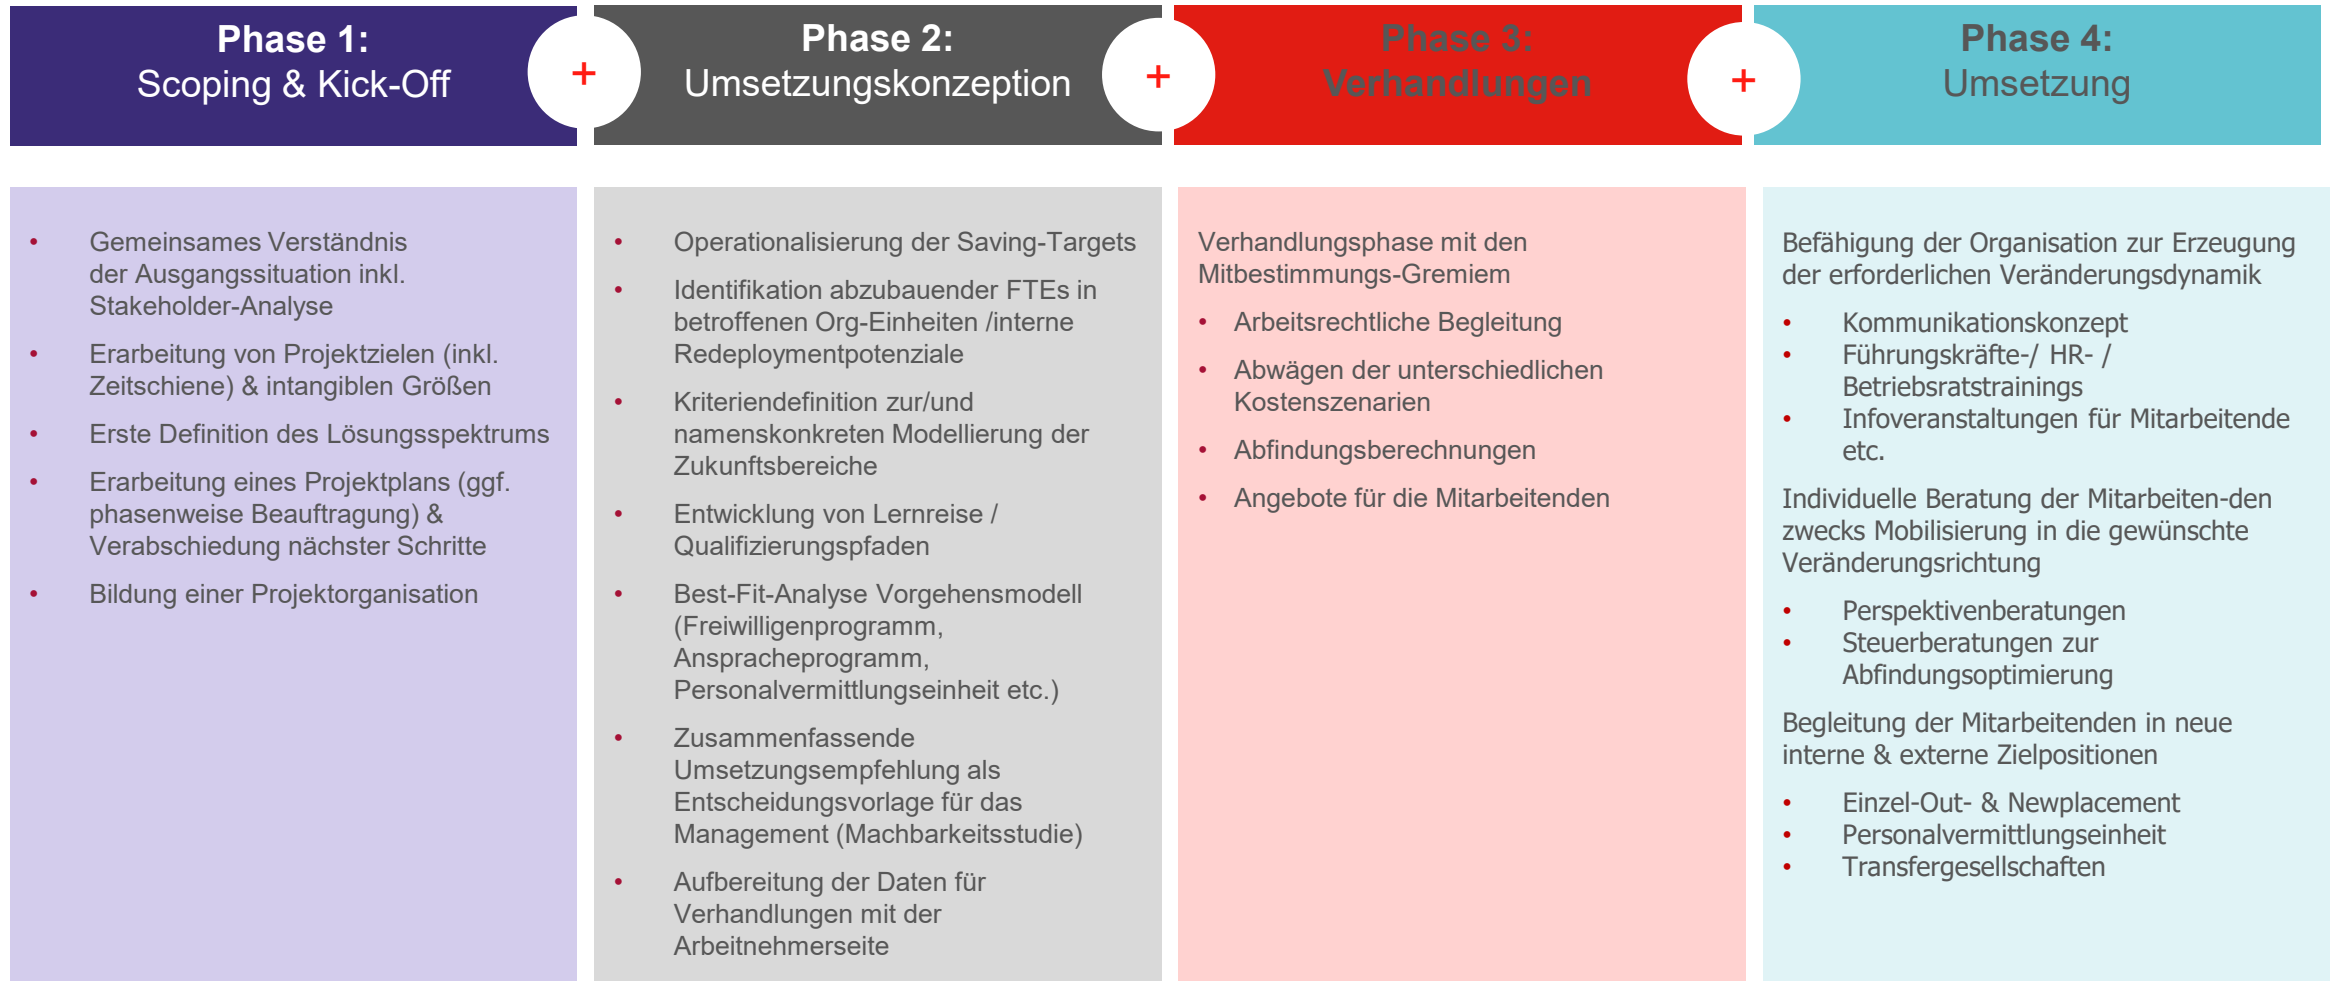 Phase 1:
Scoping & Kick-Off
+
Phase 2:
Umsetzungskonzeption
+
Phase 3:
Verhandlungen
+
Phase 4:
Umsetzung
• Gemeinsames Verständnis
der Ausgangssituation inkl.
Stakeholder-Analyse
• Erarbeitung von Projektzielen (inkl.
Zeitschiene) & intangiblen Größen
• Erste Definition des Lösungsspektrums
• Erarbeitung eines Projektplans (ggf.
phasenweise Beauftragung) &
Verabschiedung nächster Schritte
• Bildung einer Projektorganisation
• Operationalisierung der Saving-Targets
• Identifikation abzubauender FTEs in
betroffenen Org-Einheiten /interne
Redeploymentpotenziale
• Kriteriendefinition zur/und
namenskonkreten Modellierung der
Zukunftsbereiche
• Entwicklung von Lernreise /
Qualifizierungspfaden
• Best-Fit-Analyse Vorgehensmodell
(Freiwilligenprogramm,
Anspracheprogramm,
Personalvermittlungseinheit etc.)
• Zusammenfassende
Umsetzungsempfehlung als
Entscheidungsvorlage für das
Management (Machbarkeitsstudie)
• Aufbereitung der Daten für
Verhandlungen mit der
Arbeitnehmerseite
Verhandlungsphase mit den
Mitbestimmungs-Gremiem
• Arbeitsrechtliche Begleitung
• Abwägen der unterschiedlichen
Kostenszenarien
• Abfindungsberechnungen
• Angebote für die Mitarbeitenden
Befähigung der Organisation zur Erzeugung
der erforderlichen Veränderungsdynamik
• Kommunikationskonzept
• Führungskräfte-/ HR- /
Betriebsratstrainings
• Infoveranstaltungen für Mitarbeitende
etc.
Individuelle Beratung der Mitarbeiten-den
zwecks Mobilisierung in die gewünschte
Veränderungsrichtung
• Perspektivenberatungen
• Steuerberatungen zur
Abfindungsoptimierung
Begleitung der Mitarbeitenden in neue
interne & externe Zielpositionen
• Einzel-Out- & Newplacement
• Personalvermittlungseinheit
• Transfergesellschaften